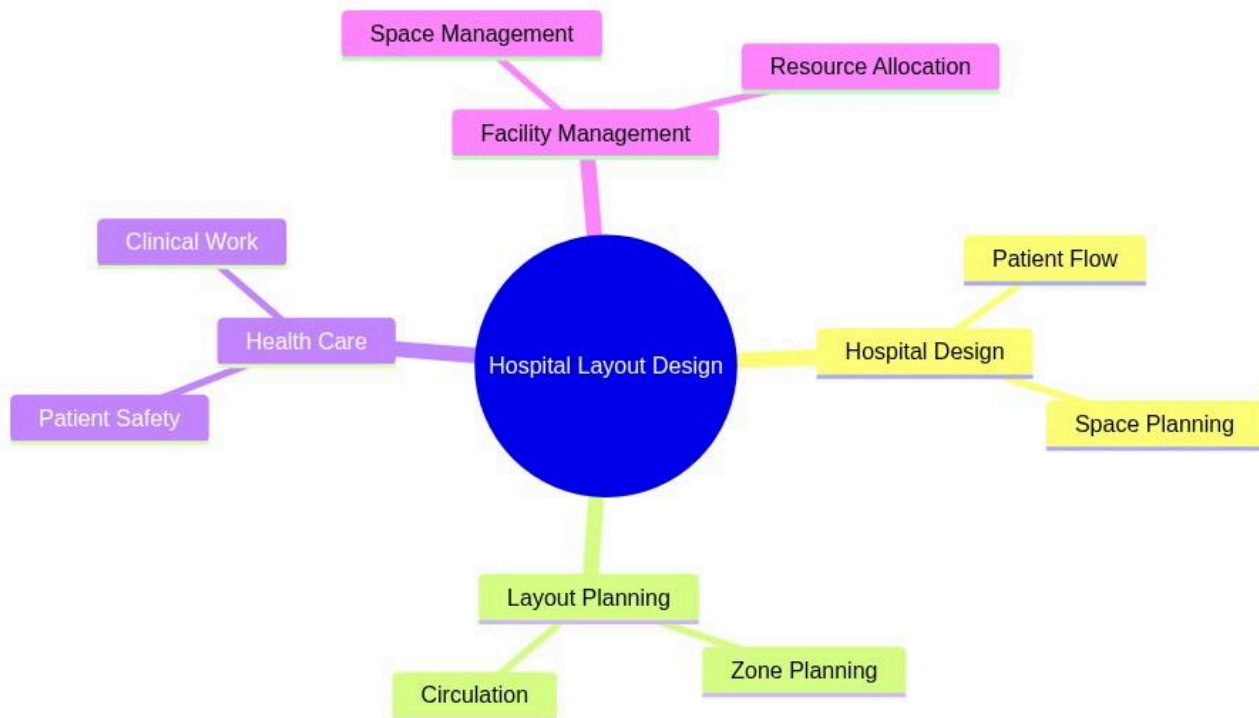 Space Management
Resource Allocation
Facility Management
Clinical Work
Patient Flow
Health Care
Hospital Layout Design
Hospital Design
Patient Safety
Space Planning
Layout Planning
Zone Planning
Circulation